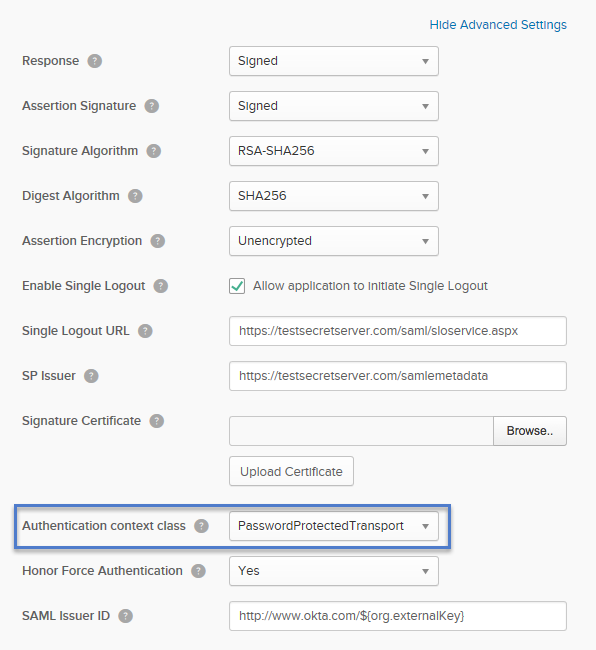 Hide Advanced Settings
Response ? Signed
Assertion Signature ? Signed
Signature Algorithm ? RSA-SHA256
Digest Algorithm ? SHA256
Assertion Encryption ? Unencrypted
Enable Single Logout ? Allow application to initiate Single Logout
Single Logout URL ? https://testsecretserver.com/saml/sloservice.aspx
SP Issuer ? https://testsecretserver.com/samlemetadata
Signature Certificate ? Browse..
Upload Certificate
Authentication context class ? PasswordProtectedTransport
Honor Force Authentication ? Yes
SAML Issuer ID ? http://www.okta.com/${org.externalKey}